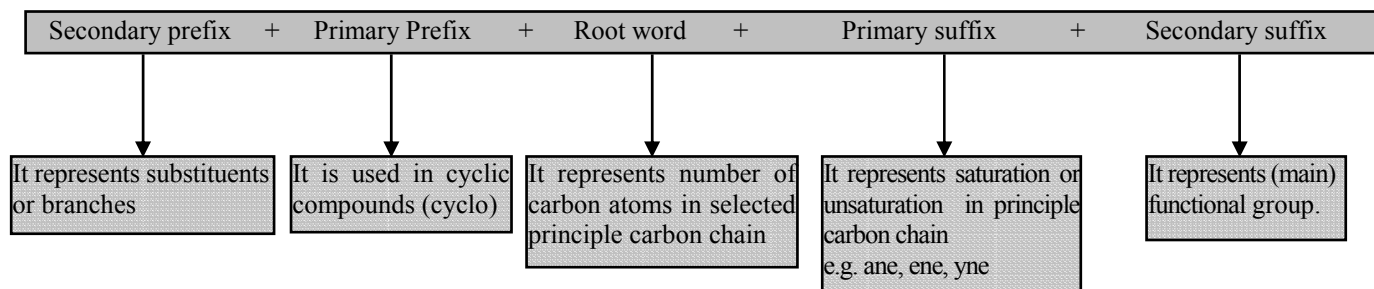 Secondary prefix + Primary Prefix + Root word + Primary suffix + Secondary suffix
It represents substituents
or branches
It is used in cyclic
compounds (cyclo)
It represents number of
carbon atoms in selected
principle carbon chain
It represents saturation or
unsaturation in principle
carbon chain
e.g. ane, ene, yne
It represents (main)
functional group.